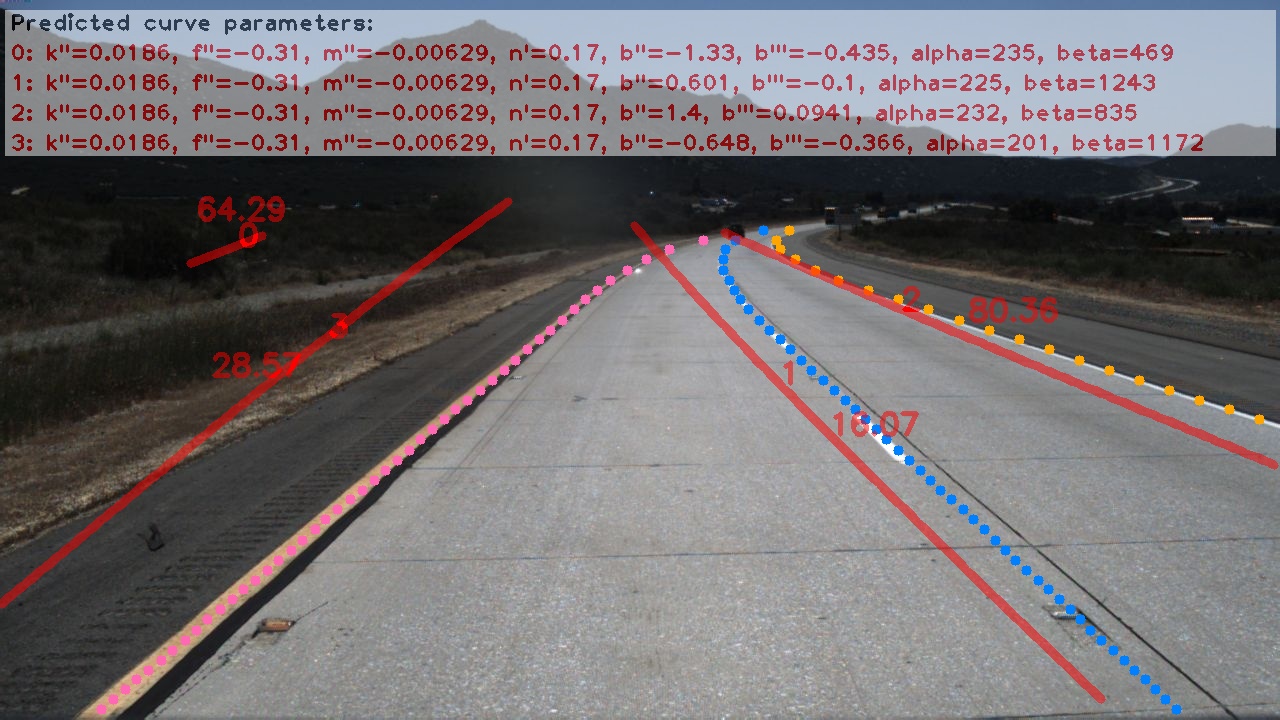 Predicted curve parameters:
0: k''=0.0186, f''=-0.31, m''=-0.00629, n'=0.17, b''=-1.33, b'''=-0.435, alpha=235, beta=469
1: k''=0.0186, f''=-0.31, m''=-0.00629, n'=0.17, b''=0.601, b'''=-0.1, alpha=225, beta=1243
2: k''=0.0186, f''=-0.31, m''=-0.00629, n'=0.17, b''=1.4, b'''=0.0941, alpha=232, beta=835
3: k''=0.0186, f''=-0.31, m''=-0.00629, n'=0.17, b''=-0.648, b'''=-0.366, alpha=201, beta=1172
64.29
0
2
80.36
3
28.57
1
16.07